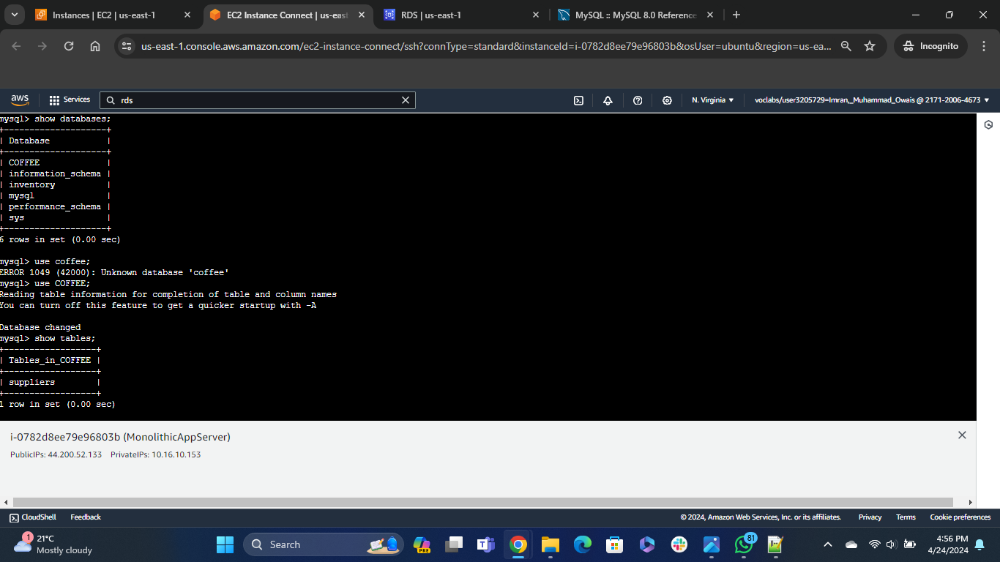 Instances | EC2 | us-east-1
EC2 Instance Connect | us-east
RDS | us-east-1
MySQL :: MySQL 8.0 Reference
us-east-1.console.aws.amazon.com/ec2-instance-connect/ssh?connType=standard&instanceId=i-0782d8ee79e96803b&osUser=ubuntu&region=us-ea...
Incognito
aws
Services
rds
N. Virginia
voclabs/user3205729=Imran,_Muhammad_Owais @ 2171-2006-4673
mysql> show databases;
+--------------------+
| Database |
+--------------------+
| COFFEE |
| information_schema |
| inventory |
| mysql |
| performance_schema |
| sys |
+--------------------+
6 rows in set (0.00 sec)
mysql> use coffee;
ERROR 1049 (42000): Unknown database 'coffee'
mysql> use COFFEE;
Reading table information for completion of table and column names
You can turn off this feature to get a quicker startup with -A
Database changed
mysql> show tables;
+------------------+
| Tables_in_COFFEE |
+------------------+
| suppliers |
+------------------+
1 row in set (0.00 sec)
i-0782d8ee79e96803b (MonolithicAppServer)
PublicIPs: 44.200.52.133 PrivateIPs: 10.16.10.153
CloudShell
Feedback
© 2024, Amazon Web Services, Inc. or its affiliates.
Privacy
Terms
Cookie preferences
1
21°C
Mostly cloudy
Search
PRE
81
4:56 PM
4/24/2024